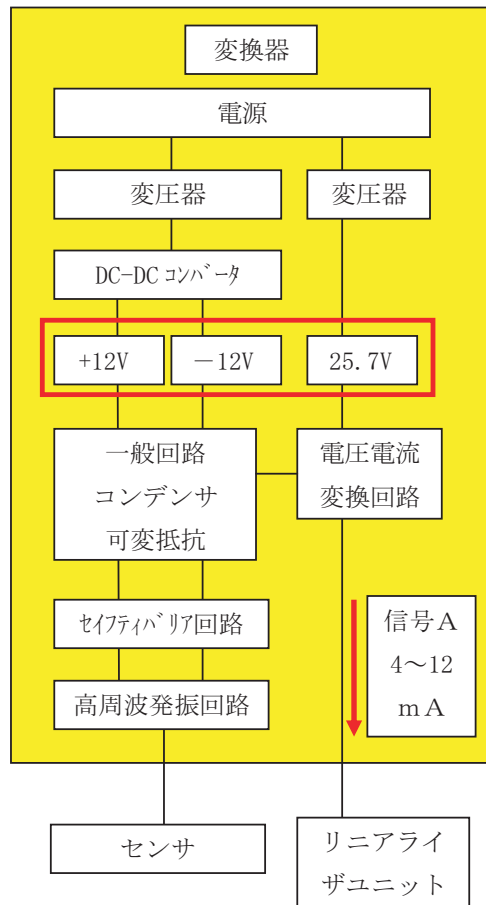 変換器
電源
変圧器
変圧器
DC-DC ｺﾝﾊﾞｰﾀ
+12V
－12V
25.7V
一般回路
コンデンサ
可変抵抗
電圧電流
変換回路
ｾｲﾌﾃｨﾊﾞﾘｱ回路
信号A
4～12
mA
高周波発振回路
センサ
リニアライ
ザユニット